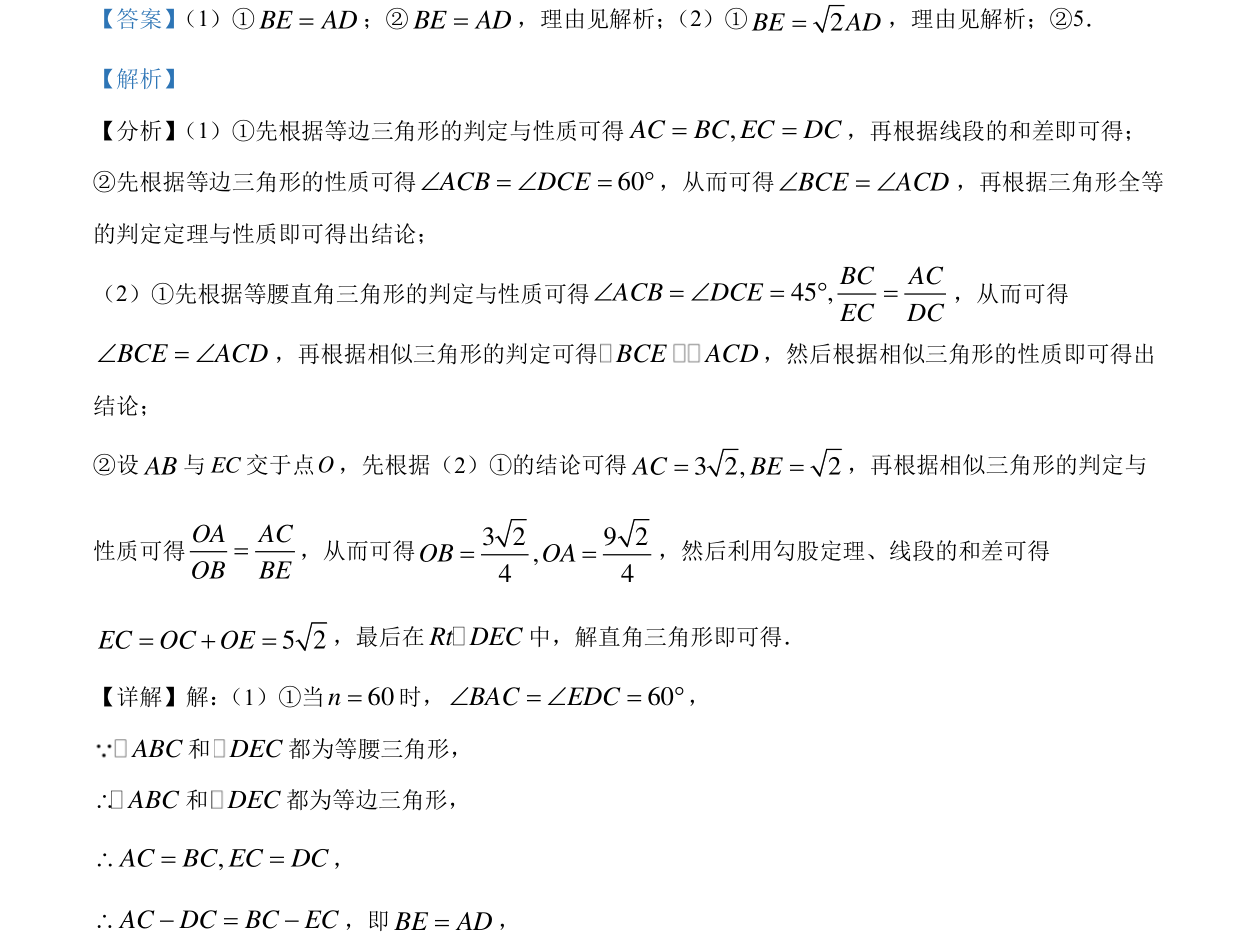 【答案】（1）①BE = AD；②BE = AD，理由见解析；（2）①BE = √2AD，理由见解析；②5．
【解析】
【分析】（1）①先根据等边三角形的判定与性质可得 AC = BC, EC = DC，再根据线段的和差即可得；
②先根据等边三角形的性质可得∠ACB = ∠DCE = 60°，从而可得∠BCE = ∠ACD，再根据三角形全等
的判定定理与性质即可得出结论；
（2）①先根据等腰直角三角形的判定与性质可得∠ACB = ∠DCE = 45°, BC/EC = AC/DC，从而可得
∠BCE = ∠ACD，再根据相似三角形的判定可得□BCE □□ ACD，然后根据相似三角形的性质即可得出
结论；
②设 AB 与 EC 交于点O，先根据（2）①的结论可得 AC = 3√2, BE = √2，再根据相似三角形的判定与
性质可得 OA/OB = AC/BE，从而可得OB = 3√2/4, OA = 9√2/4，然后利用勾股定理、线段的和差可得
EC = OC + OE = 5√2，最后在 Rt□DEC 中，解直角三角形即可得．
【详解】解：（1）①当 n = 60 时，∠BAC = ∠EDC = 60°，
∵□ABC 和□DEC 都为等腰三角形，
∴□ABC 和□DEC 都为等边三角形，
∴AC = BC, EC = DC，
∴AC − DC = BC − EC，即 BE = AD，